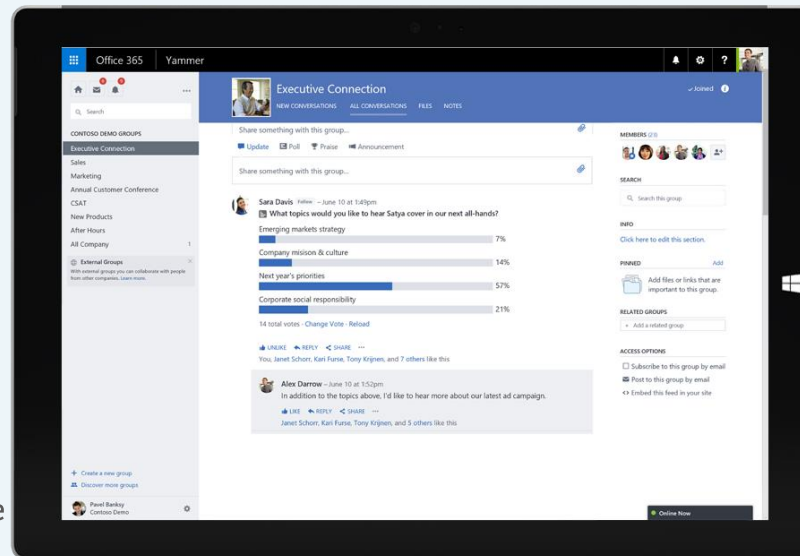 Office 365
Yammer
?
Search
CONTOSO DEMO GROUPS
Executive Connection
Sales
Marketing
Annual Customer Conference
CSAT
New Products
After Hours
All Company 1
External Groups ×
With external groups you can collaborate with people
from other companies. Learn more.
+ Create a new group
Discover more groups
Pavel Banksy
Contoso Demo
Executive Connection
NEW CONVERSATIONS ALL CONVERSATIONS FILES NOTES
Joined
Share something with this group...
Update Poll Praise Announcement
Share something with this group...
Sara Davis Follow – June 10 at 1:49pm
What topics would you like to hear Satya cover in our next all-hands?
Emerging markets strategy
7%
Company misison & culture
14%
Next year's priorities
57%
Corporate social responsibility
21%
14 total votes · Change Vote · Reload
UNLIKE REPLY SHARE ...
You, Janet Schorr, Kari Furse, Tony Krijnen, and 7 others like this
Alex Darrow – June 10 at 1:52pm
In addition to the topics above, I'd like to hear more about our latest ad campaign.
LIKE REPLY SHARE ...
Janet Schorr, Kari Furse, Tony Krijnen, and 5 others like this
MEMBERS (21)
SEARCH
Search this group
INFO
Click here to edit this section.
PINNED Add
Add files or links that are
important to this group.
RELATED GROUPS
+ Add a related group
ACCESS OPTIONS
Subscribe to this group by email
Post to this group by email
Embed this feed in your site
Online Now